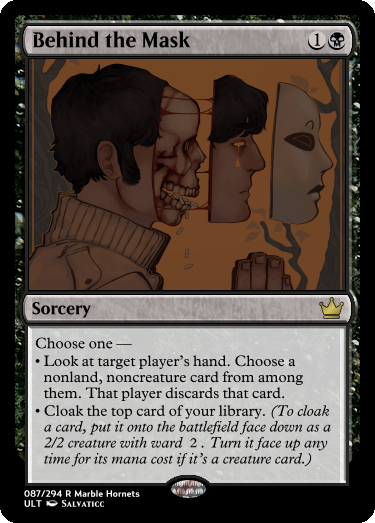 Behind the Mask 1
Sorcery
Choose one —
• Look at target player's hand. Choose a
nonland, noncreature card from among
them. That player discards that card.
• Cloak the top card of your library. (To cloak
a card, put it onto the battlefield face down as
a 2/2 creature with ward 2 . Turn it face up any
time for its mana cost if it's a creature card.)
087/294 R Marble Hornets
ULT SALVATICC